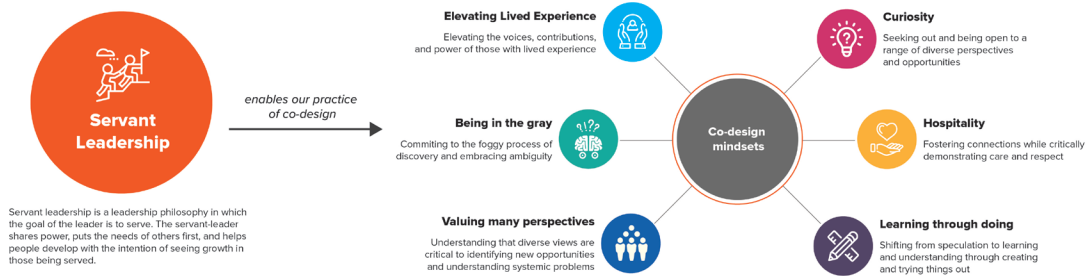 Servant
Leadership
Servant leadership is a leadership philosophy in which
the goal of the leader is to serve. The servant-leader
shares power, puts the needs of others first, and helps
people develop with the intention of seeing growth in
those being served.
enables our practice
of co-design
Elevating Lived Experience
Elevating the voices, contributions,
and power of those with lived experience
Being in the gray
Commiting to the foggy process of
discovery and embracing ambiguity
Valuing many perspectives
Understanding that diverse views are
critical to identifying new opportunities
and understanding systemic problems
Co-design
mindsets
Curiosity
Seeking out and being open to a
range of diverse perspectives
and opportunities
Hospitality
Fostering connections while critically
demonstrating care and respect
Learning through doing
Shifting from speculation to learning
and understanding through creating
and trying things out